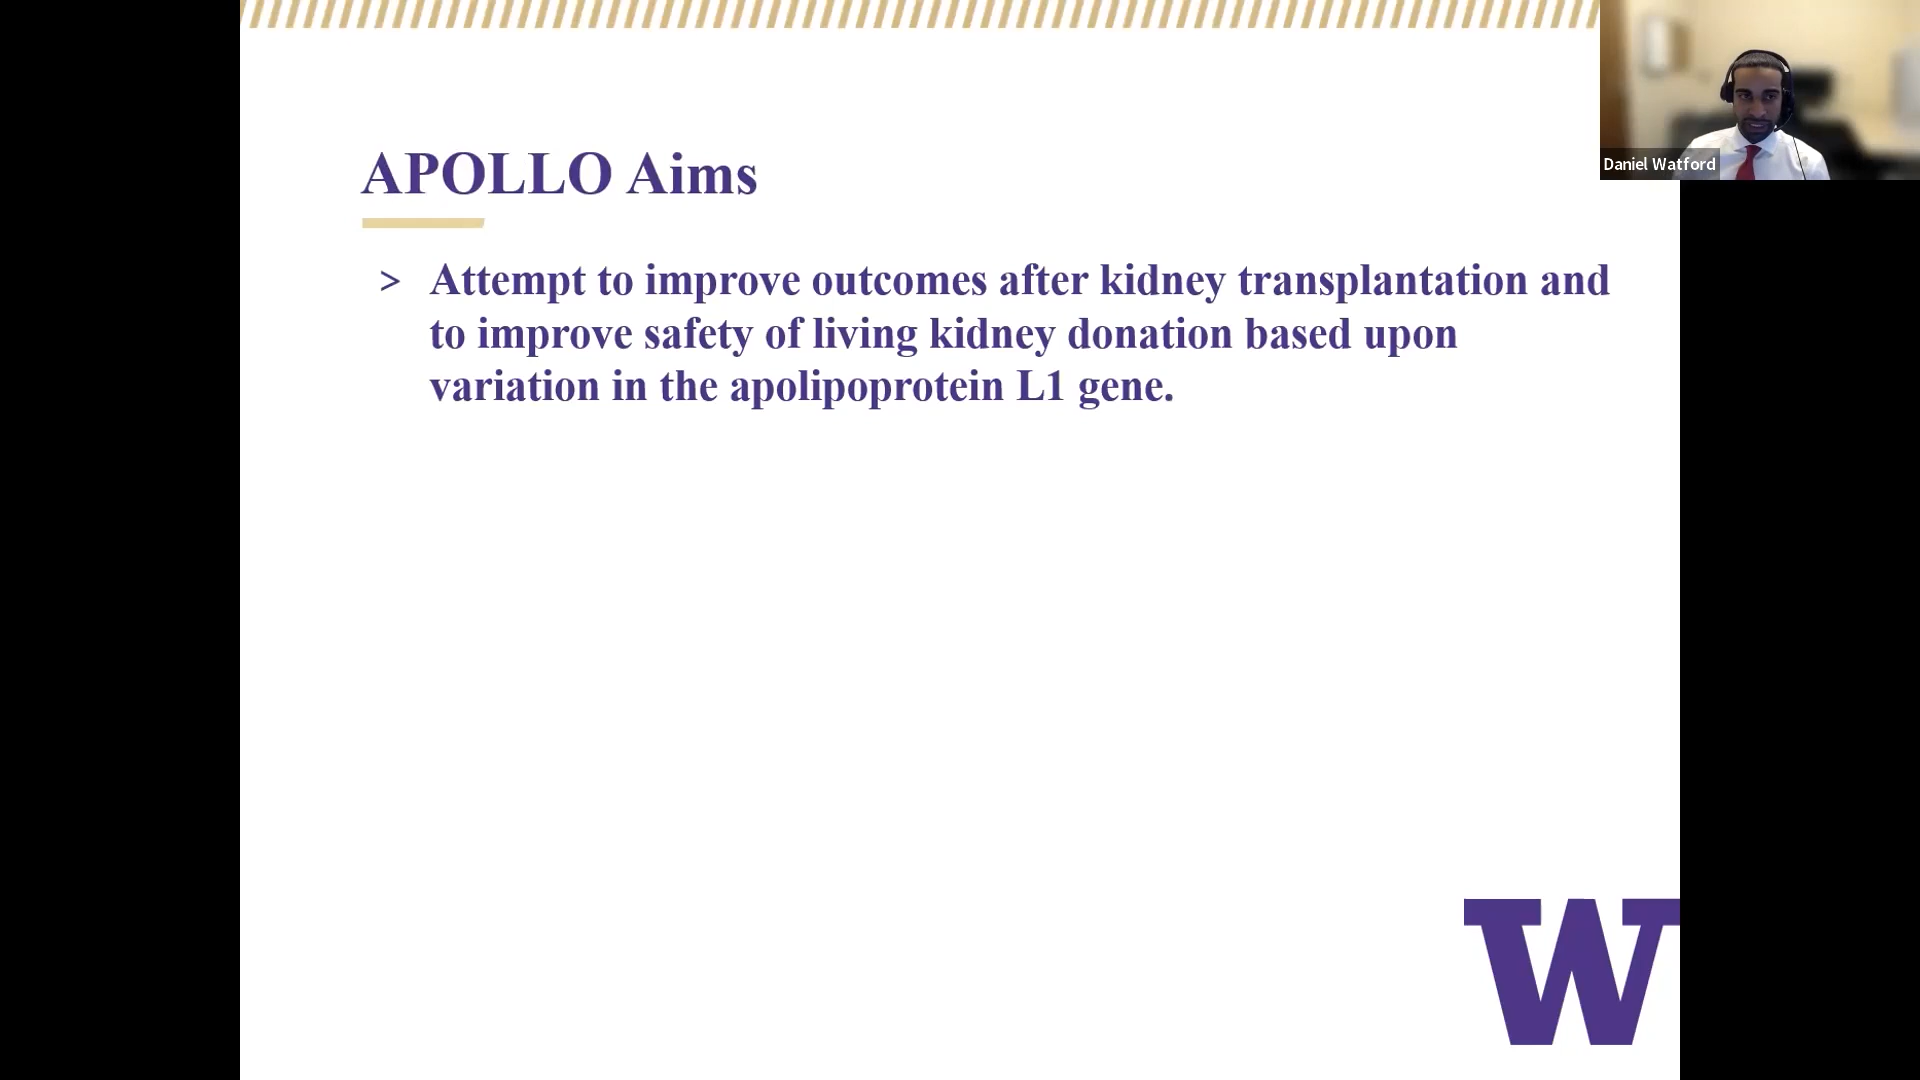 APOLLO Aims
> Attempt to improve outcomes after kidney transplantation and
to improve safety of living kidney donation based upon
variation in the apolipoprotein L1 gene.
Daniel Watford
W